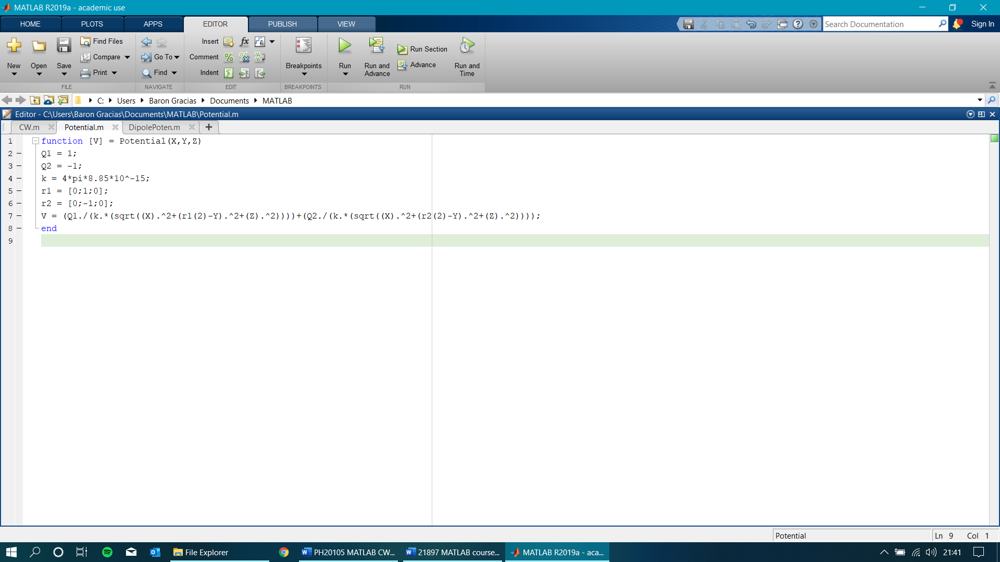 MATLAB R2019a - academic use
HOME PLOTS APPS EDITOR PUBLISH VIEW
Search Documentation
Sign In
New
Open
Save
Find Files
Compare
Print
FILE
Go To
Find
NAVIGATE
Insert
Comment
Indent
fx
fi
EDIT
Breakpoints
BREAKPOINTS
Run
Run and
Advance
Run Section
Advance
Run and
Time
RUN
C: Users Baron Gracias Documents MATLAB
Editor - C:\Users\Baron Gracias\Documents\MATLAB\Potential.m
CW.m Potential.m DipolePoten.m
1 function [V] = Potential(X,Y,Z)
2 Q1 = 1;
3 Q2 = -1;
4 k = 4*pi*8.85*10^-15;
5 r1 = [0;1;0];
6 r2 = [0;-1;0];
7 V = (Q1./(k.*(sqrt((X).^2+(r1(2)-Y).^2+(Z).^2))))+(Q2./(k.*(sqrt((X).^2+(r2(2)-Y).^2+(Z).^2))));
8 end
9
Potential Ln 9 Col 1
File Explorer
PH20105 MATLAB CW...
21897 MATLAB course...
MATLAB R2019a - aca...
21:41